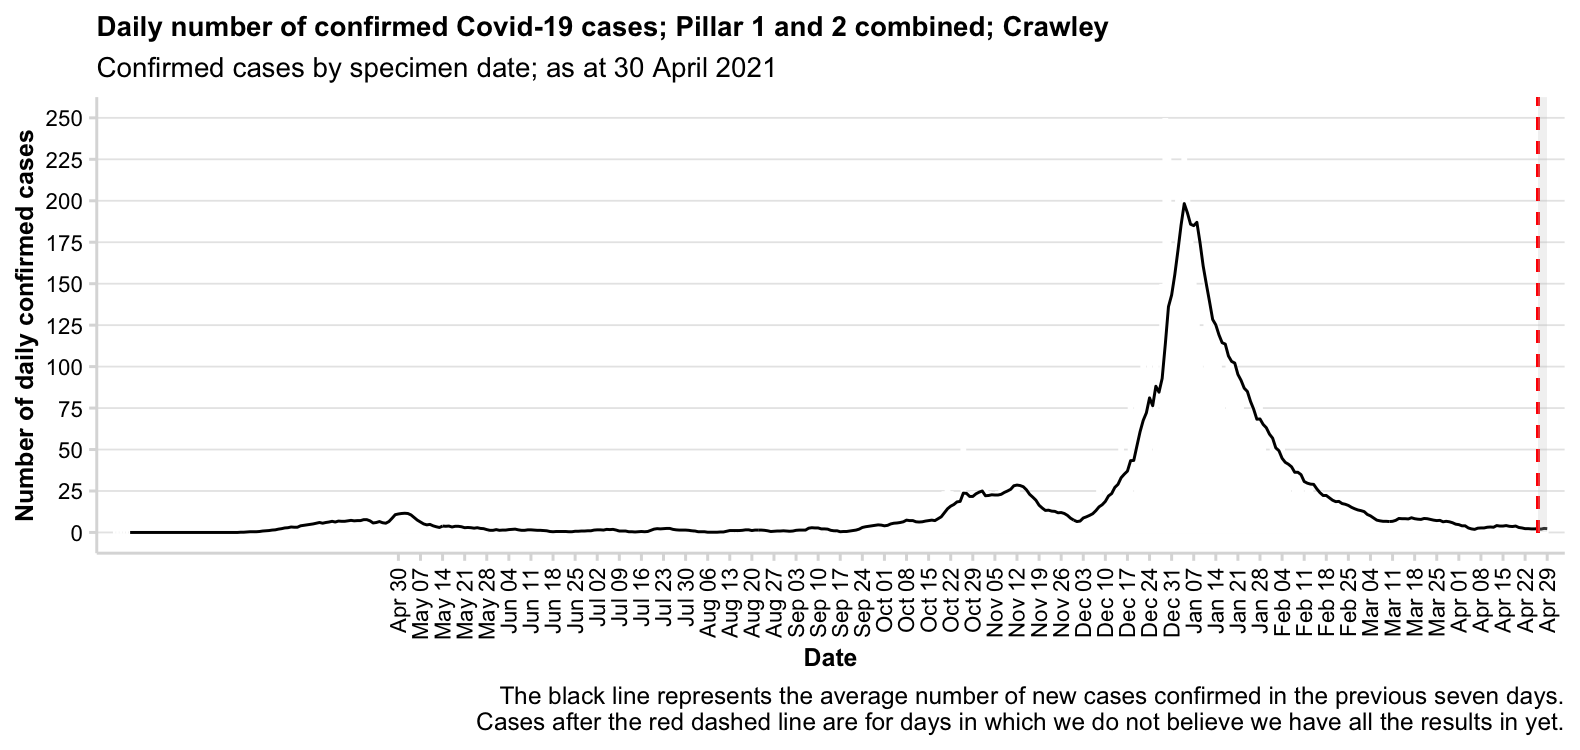 Daily number of confirmed Covid-19 cases; Pillar 1 and 2 combined; Crawley
Confirmed cases by specimen date; as at 30 April 2021
Number of daily confirmed cases
250
225
200
175
150
125
100
75
50
25
0
Apr 30
May 07
May 14
May 21
May 28
Jun 04
Jun 11
Jun 18
Jun 25
Jul 02
Jul 09
Jul 16
Jul 23
Jul 30
Aug 06
Aug 13
Aug 20
Aug 27
Sep 03
Sep 10
Sep 17
Sep 24
Oct 01
Oct 08
Oct 15
Oct 22
Oct 29
Nov 05
Nov 12
Nov 19
Nov 26
Dec 03
Dec 10
Dec 17
Dec 24
Dec 31
Jan 07
Jan 14
Jan 21
Jan 28
Feb 04
Feb 11
Feb 18
Feb 25
Mar 04
Mar 11
Mar 18
Mar 25
Apr 01
Apr 08
Apr 15
Apr 22
Apr 29
Date
The black line represents the average number of new cases confirmed in the previous seven days.
Cases after the red dashed line are for days in which we do not believe we have all the results in yet.